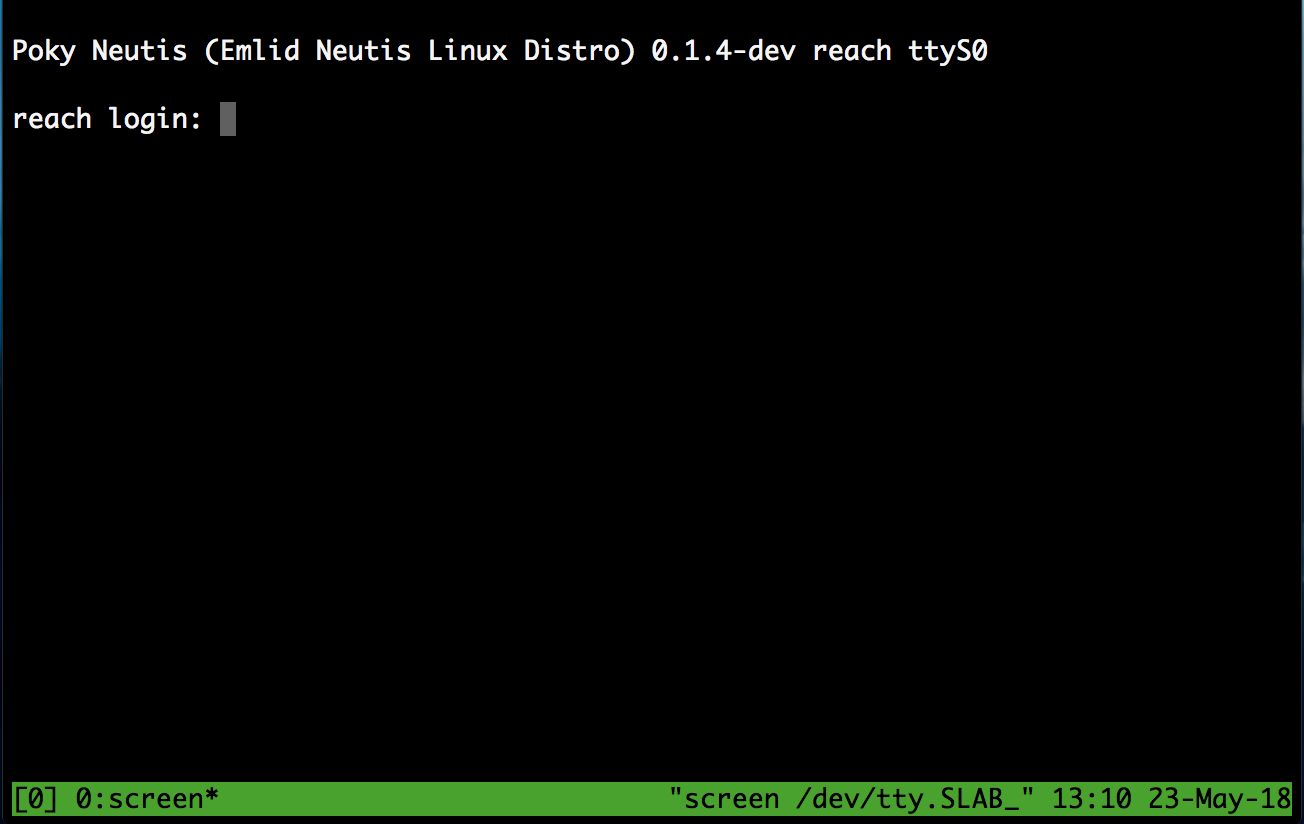 Poky Neutis (Emlid Neutis Linux Distro) 0.1.4-dev reach ttyS0
reach login:
[0] 0:screen* "screen /dev/tty.SLAB_" 13:10 23-May-18